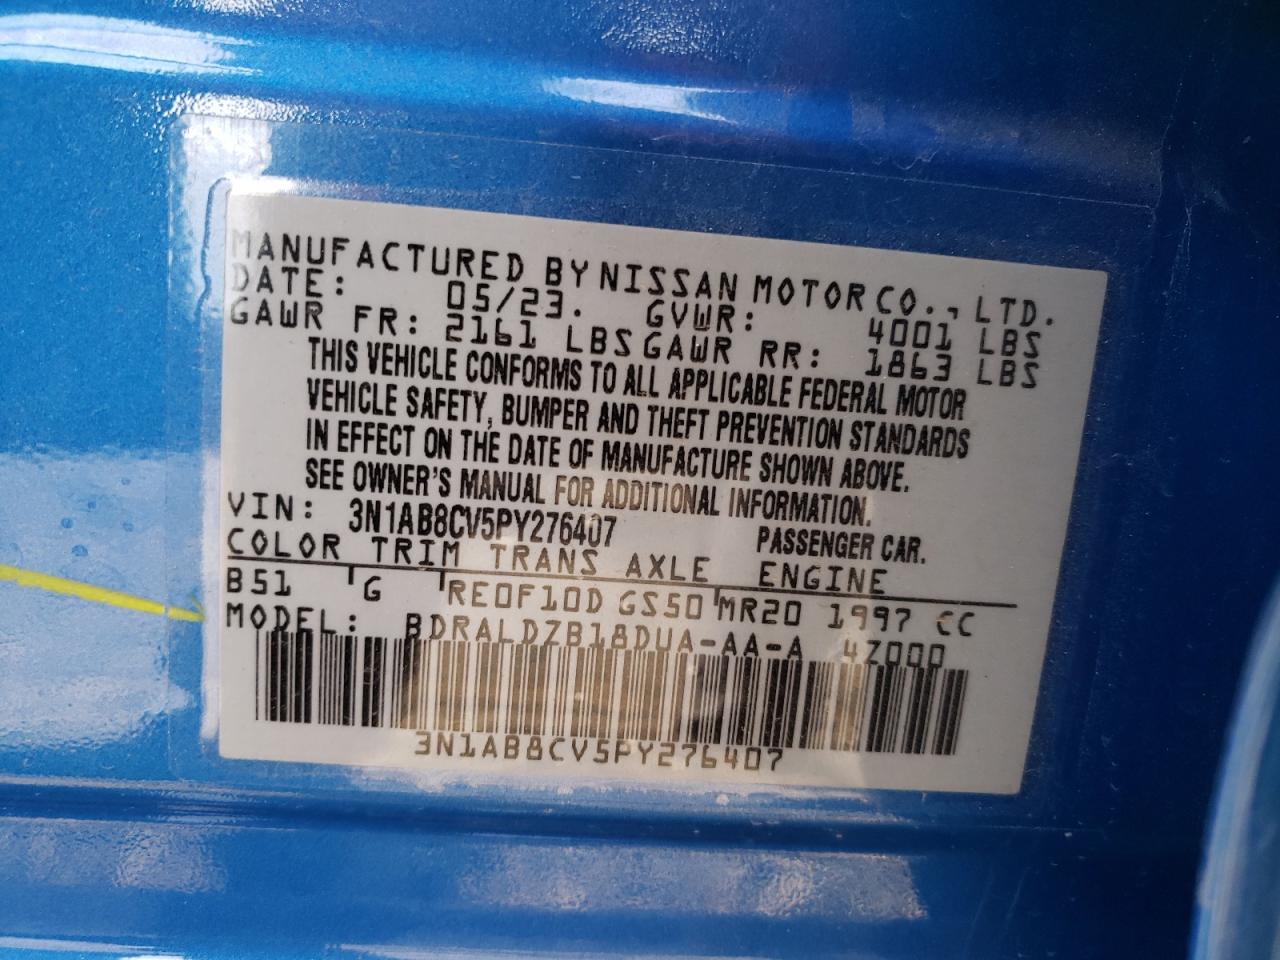 MANUFACTURED BY NISSAN MOTOR CO., LTD.
DATE: 05/23. GVWR: 4001 LBS
GAWR FR: 2161 LBS GAWR RR: 1863 LBS
THIS VEHICLE CONFORMS TO ALL APPLICABLE FEDERAL MOTOR
VEHICLE SAFETY, BUMPER AND THEFT PREVENTION STANDARDS
IN EFFECT ON THE DATE OF MANUFACTURE SHOWN ABOVE.
SEE OWNER'S MANUAL FOR ADDITIONAL INFORMATION.
VIN: 3N1AB8CV5PY276407 PASSENGER CAR.
COLOR TRIM TRANS AXLE ENGINE
B51 G RE0F10D GS50 MR20 1997 CC
MODEL: BDRALDZB18DUA-AA-A 4Z000
3N1AB8CV5PY276407